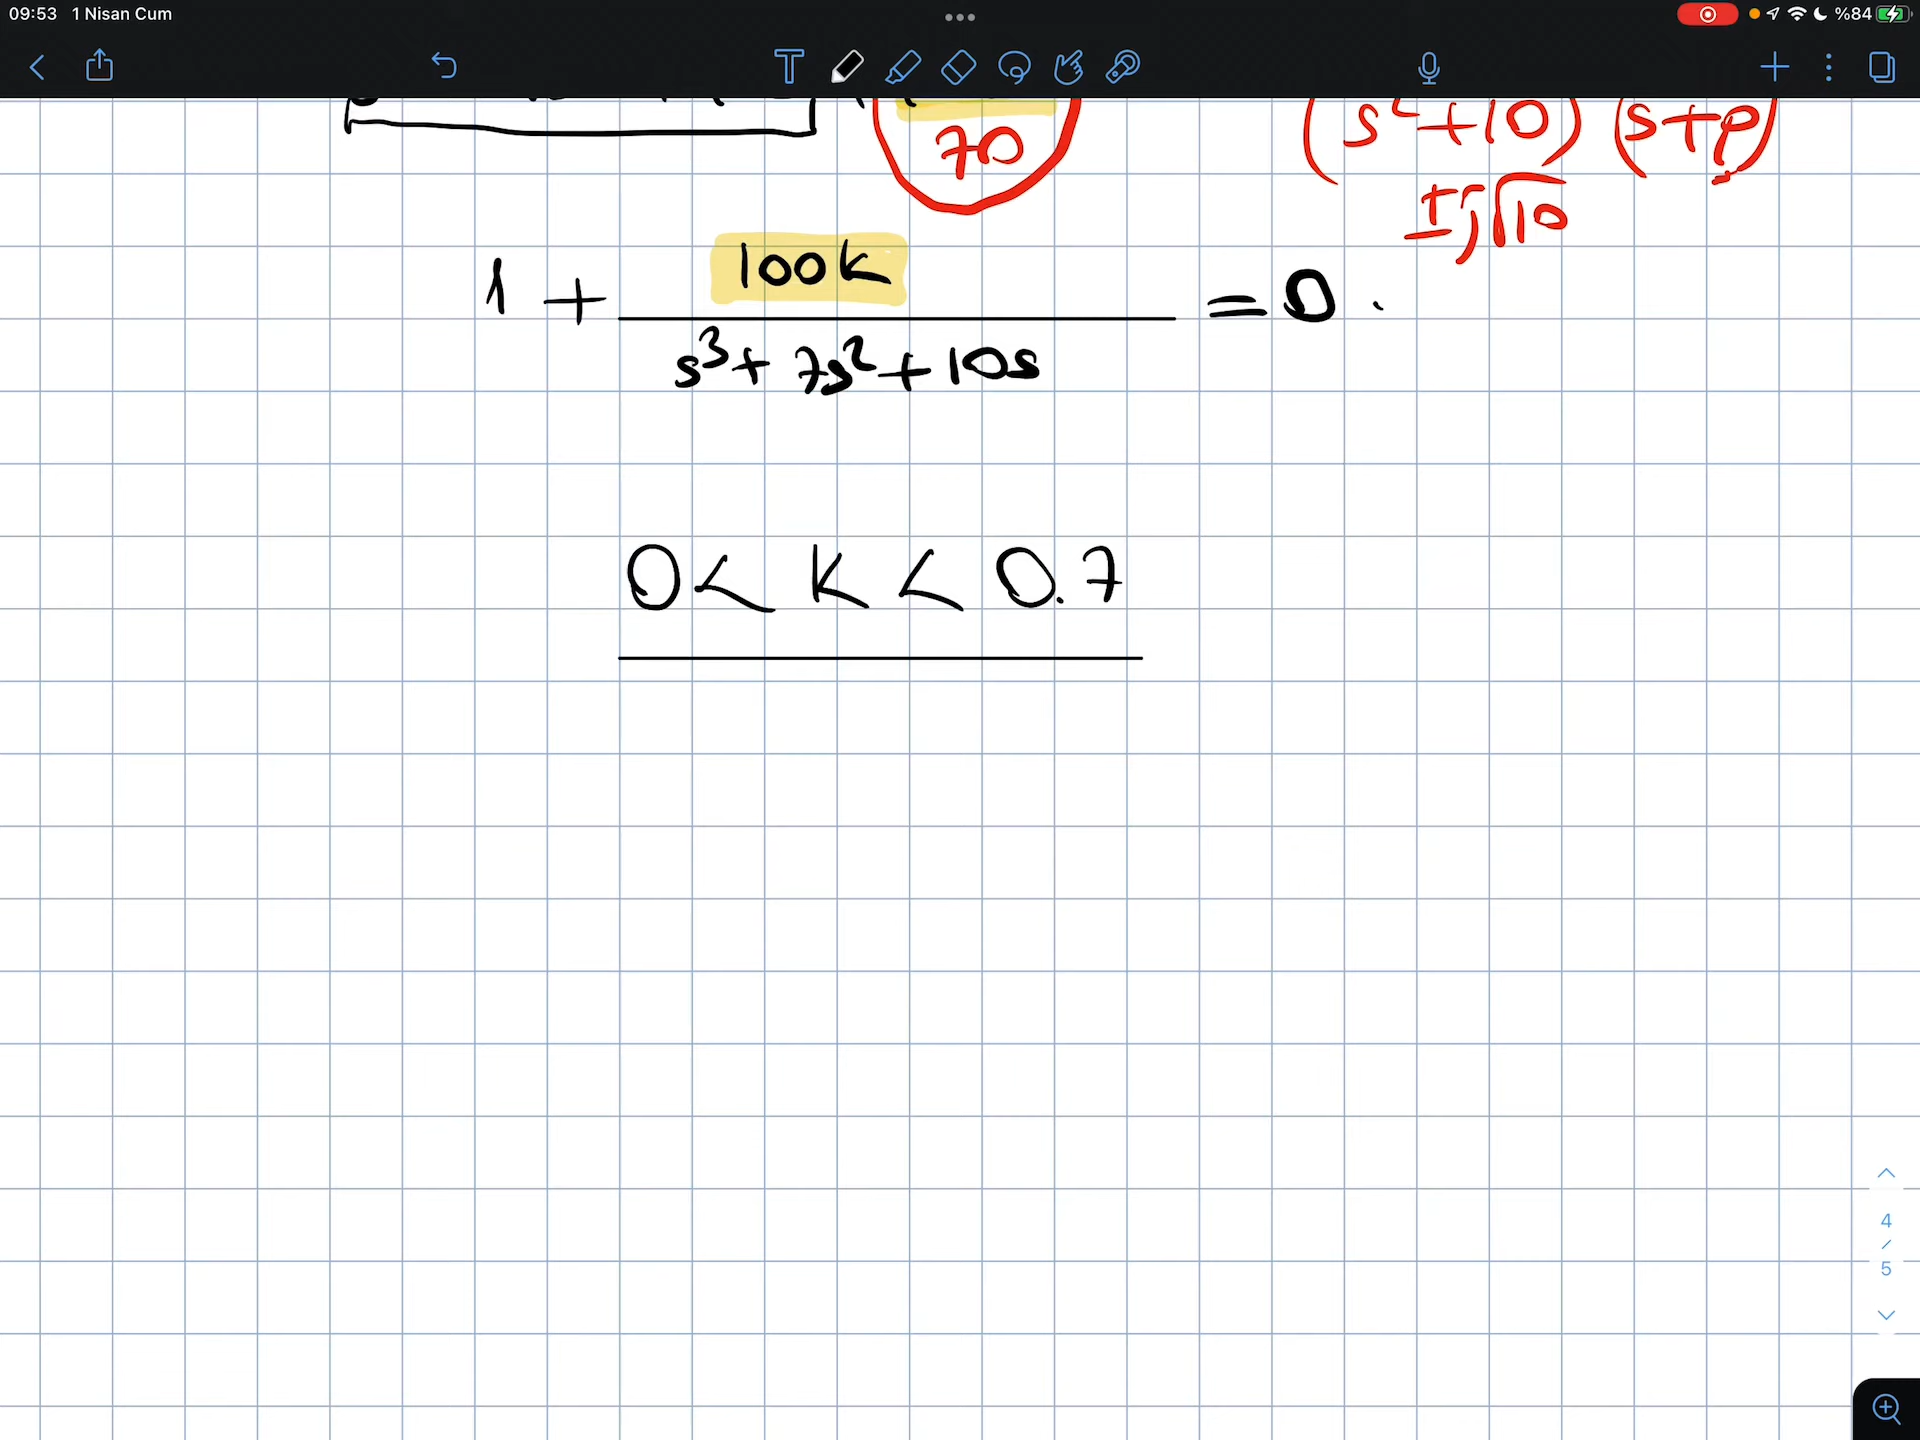 09:53 1 Nisan Cum
%84
70
(s²+10) (s+p)
±j√10
1 + 100k / s³+7s²+10s = 0.
0 < k < 0.7
4
/
5